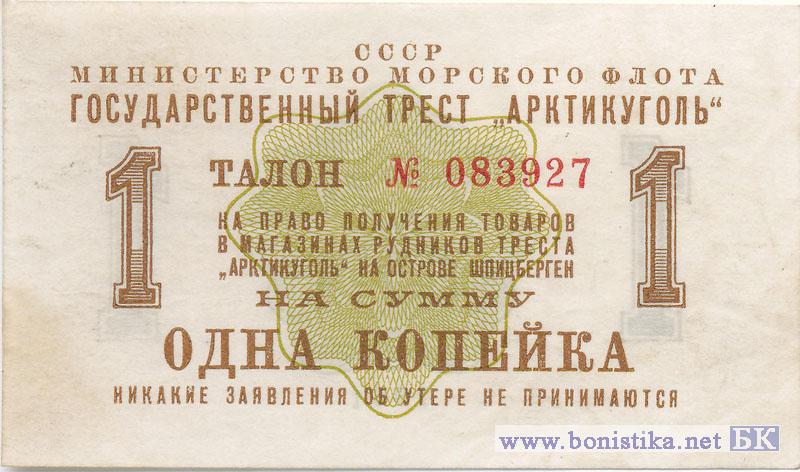 СССР
МИНИСТЕРСТВО МОРСКОГО ФЛОТА
ГОСУДАРСТВЕННЫЙ ТРЕСТ „АРКТИКУГОЛЬ“
1 ТАЛОН № 083927 1
НА ПРАВО ПОЛУЧЕНИЯ ТОВАРОВ
В МАГАЗИНАХ РУДНИКОВ ТРЕСТА
„АРКТИКУГОЛЬ“ НА ОСТРОВЕ ШПИЦБЕРГЕН
НА СУММУ
ОДНА КОПЕЙКА
НИКАКИЕ ЗАЯВЛЕНИЯ ОБ УТЕРЕ НЕ ПРИНИМАЮТСЯ
www.bonistika.net БК